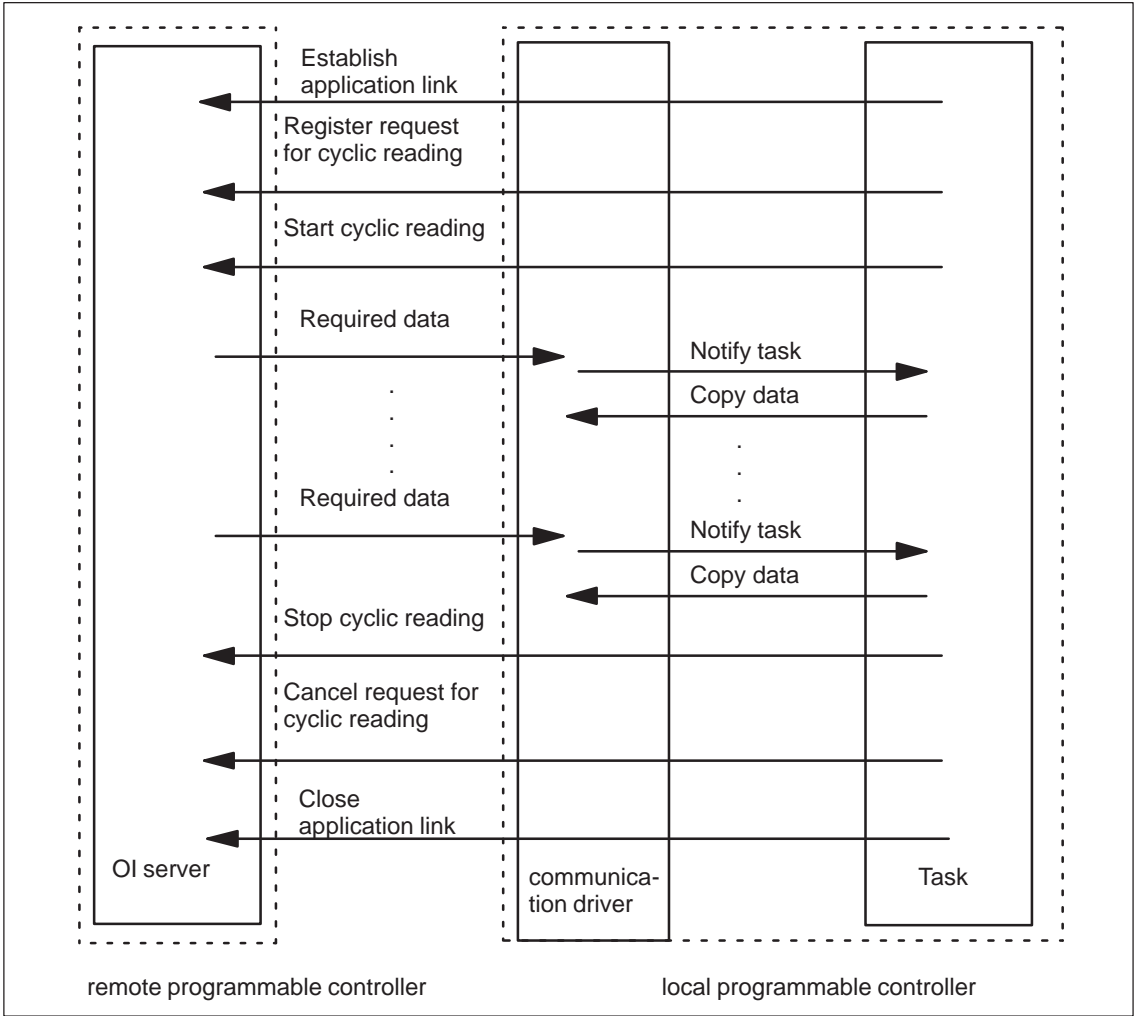 Establish
application link
Register request
for cyclic reading
Start cyclic reading
Required data
Notify task
Copy data
.
.
.
.
.
.
.
Required data
Notify task
Copy data
Stop cyclic reading
Cancel request for
cyclic reading
Close
application link
OI server
communica-
tion driver
Task
remote programmable controller
local programmable controller